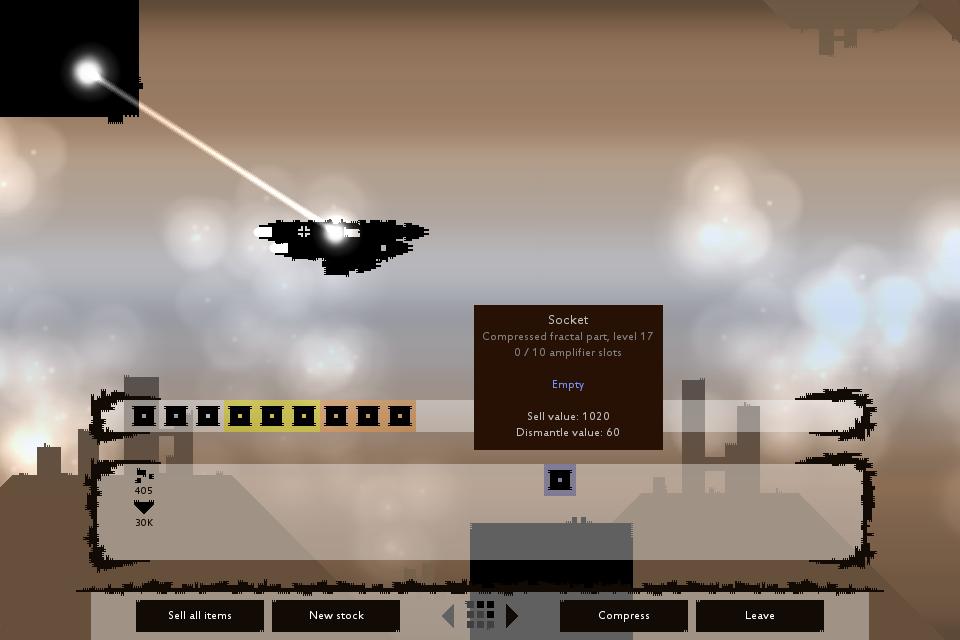 Socket
Compressed fractal part, level 17
0 / 10 amplifier slots
Empty
Sell value: 1020
Dismantle value: 60
405
30K
Sell all items
New stock
Compress
Leave